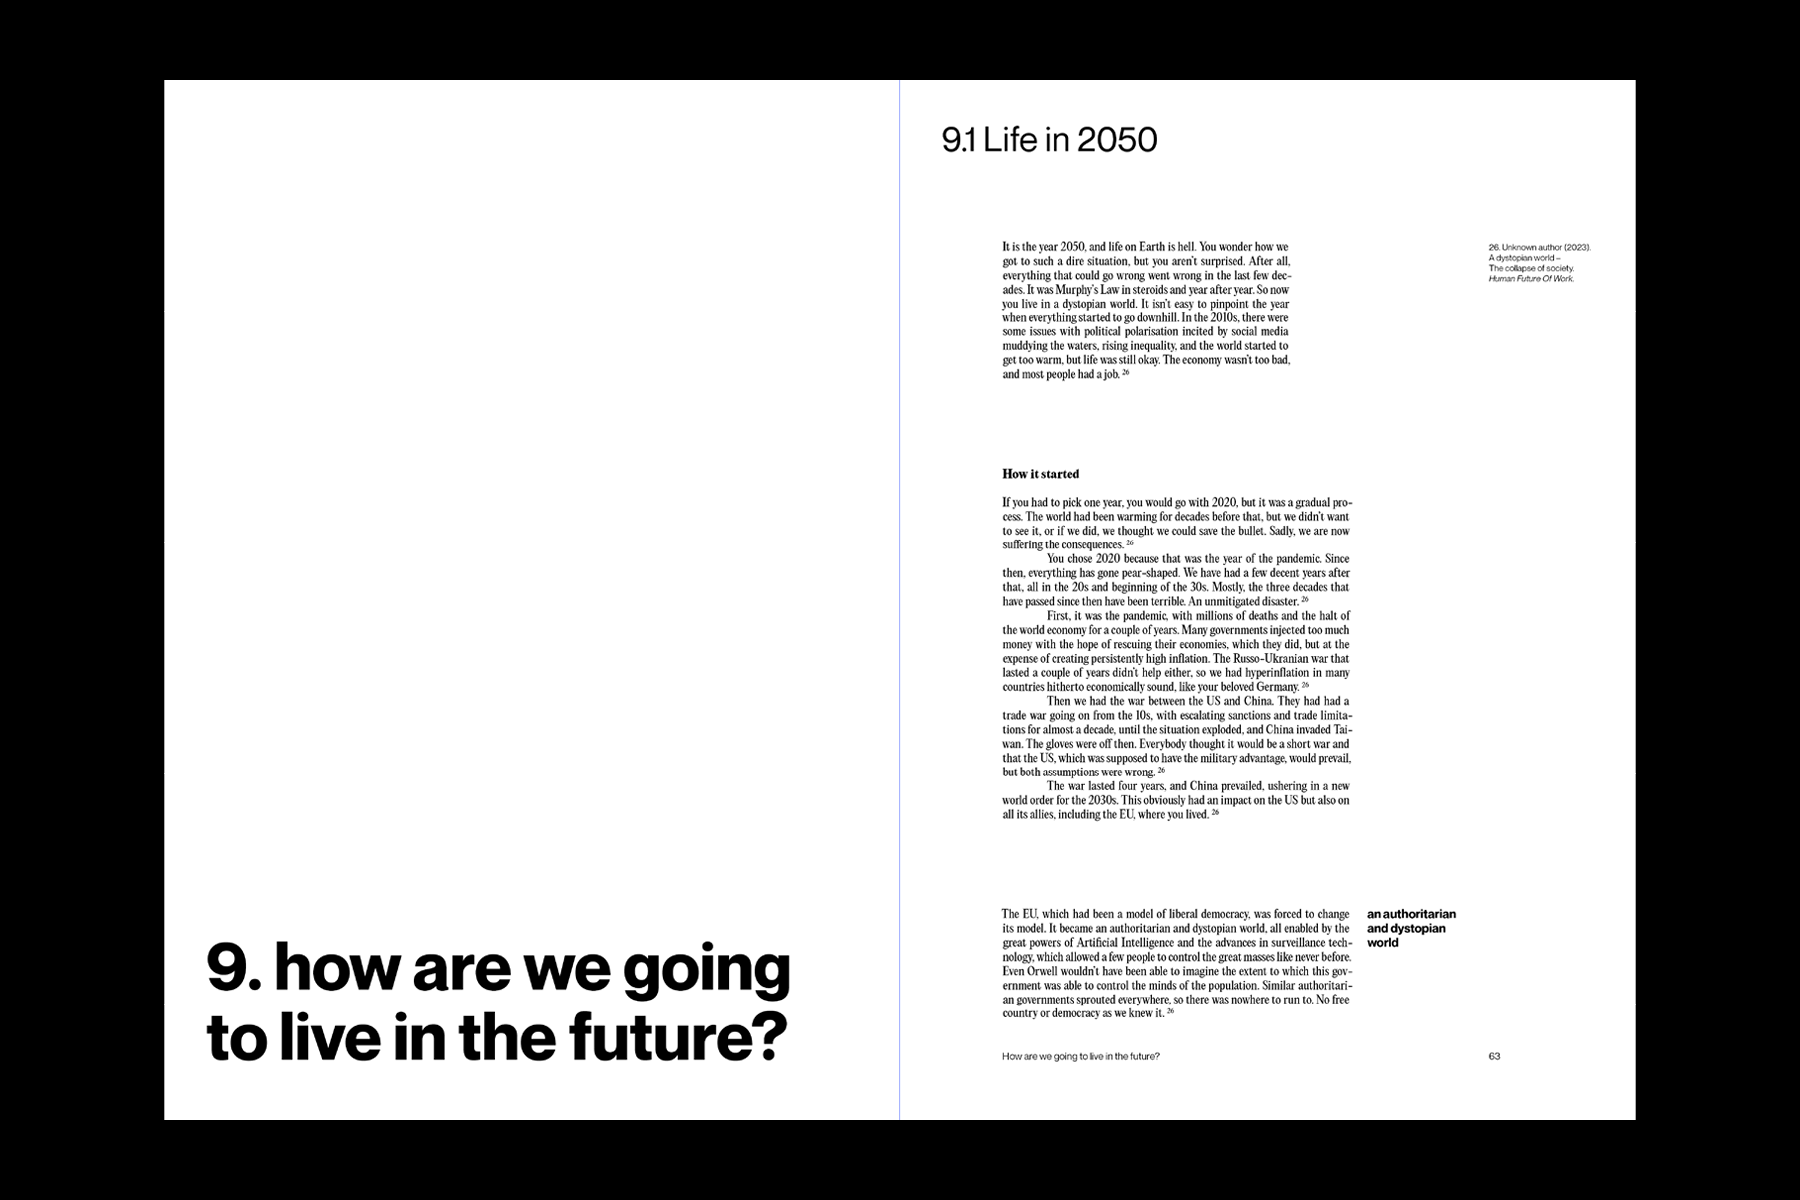 9. how are we going
to live in the future?
9.1 Life in 2050
It is the year 2050, and life on Earth is hell. You wonder how we
got to such a dire situation, but you aren't surprised. After all,
everything that could go wrong went wrong in the last few dec-
ades. It was Murphy's Law in steroids and year after year. So now
you live in a dystopian world. It isn't easy to pinpoint the year
when everything started to go downhill. In the 2010s, there were
some issues with political polarisation incited by social media
muddying the waters, rising inequality, and the world started to
get too warm, but life was still okay. The economy wasn't too bad,
and most people had a job. 26
26. Unknown author (2023).
A dystopian world –
The collapse of society.
Human Future Of Work.
How it started
If you had to pick one year, you would go with 2020, but it was a gradual pro-
cess. The world had been warming for decades before that, but we didn't want
to see it, or if we did, we thought we could save the bullet. Sadly, we are now
suffering the consequences. 26
You chose 2020 because that was the year of the pandemic. Since
then, everything has gone pear-shaped. We have had a few decent years after
that, all in the 20s and beginning of the 30s. Mostly, the three decades that
have passed since then have been terrible. An unmitigated disaster. 26
First, it was the pandemic, with millions of deaths and the halt of
the world economy for a couple of years. Many governments injected too much
money with the hope of rescuing their economies, which they did, but at the
expense of creating persistently high inflation. The Russo-Ukranian war that
lasted a couple of years didn't help either, so we had hyperinflation in many
countries hitherto economically sound, like your beloved Germany. 26
Then we had the war between the US and China. They had had a
trade war going on from the 10s, with escalating sanctions and trade limita-
tions for almost a decade, until the situation exploded, and China invaded Tai-
wan. The gloves were off then. Everybody thought it would be a short war and
that the US, which was supposed to have the military advantage, would prevail,
but both assumptions were wrong. 26
The war lasted four years, and China prevailed, ushering in a new
world order for the 2030s. This obviously had an impact on the US but also on
all its allies, including the EU, where you lived. 26
The EU, which had been a model of liberal democracy, was forced to change
its model. It became an authoritarian and dystopian world, all enabled by the
great powers of Artificial Intelligence and the advances in surveillance tech-
nology, which allowed a few people to control the great masses like never before.
Even Orwell wouldn't have been able to imagine the extent to which this gov-
ernment was able to control the minds of the population. Similar authoritari-
an governments sprouted everywhere, so there was nowhere to run to. No free
country or democracy as we knew it. 26
an authoritarian
and dystopian
world
How are we going to live in the future?
63